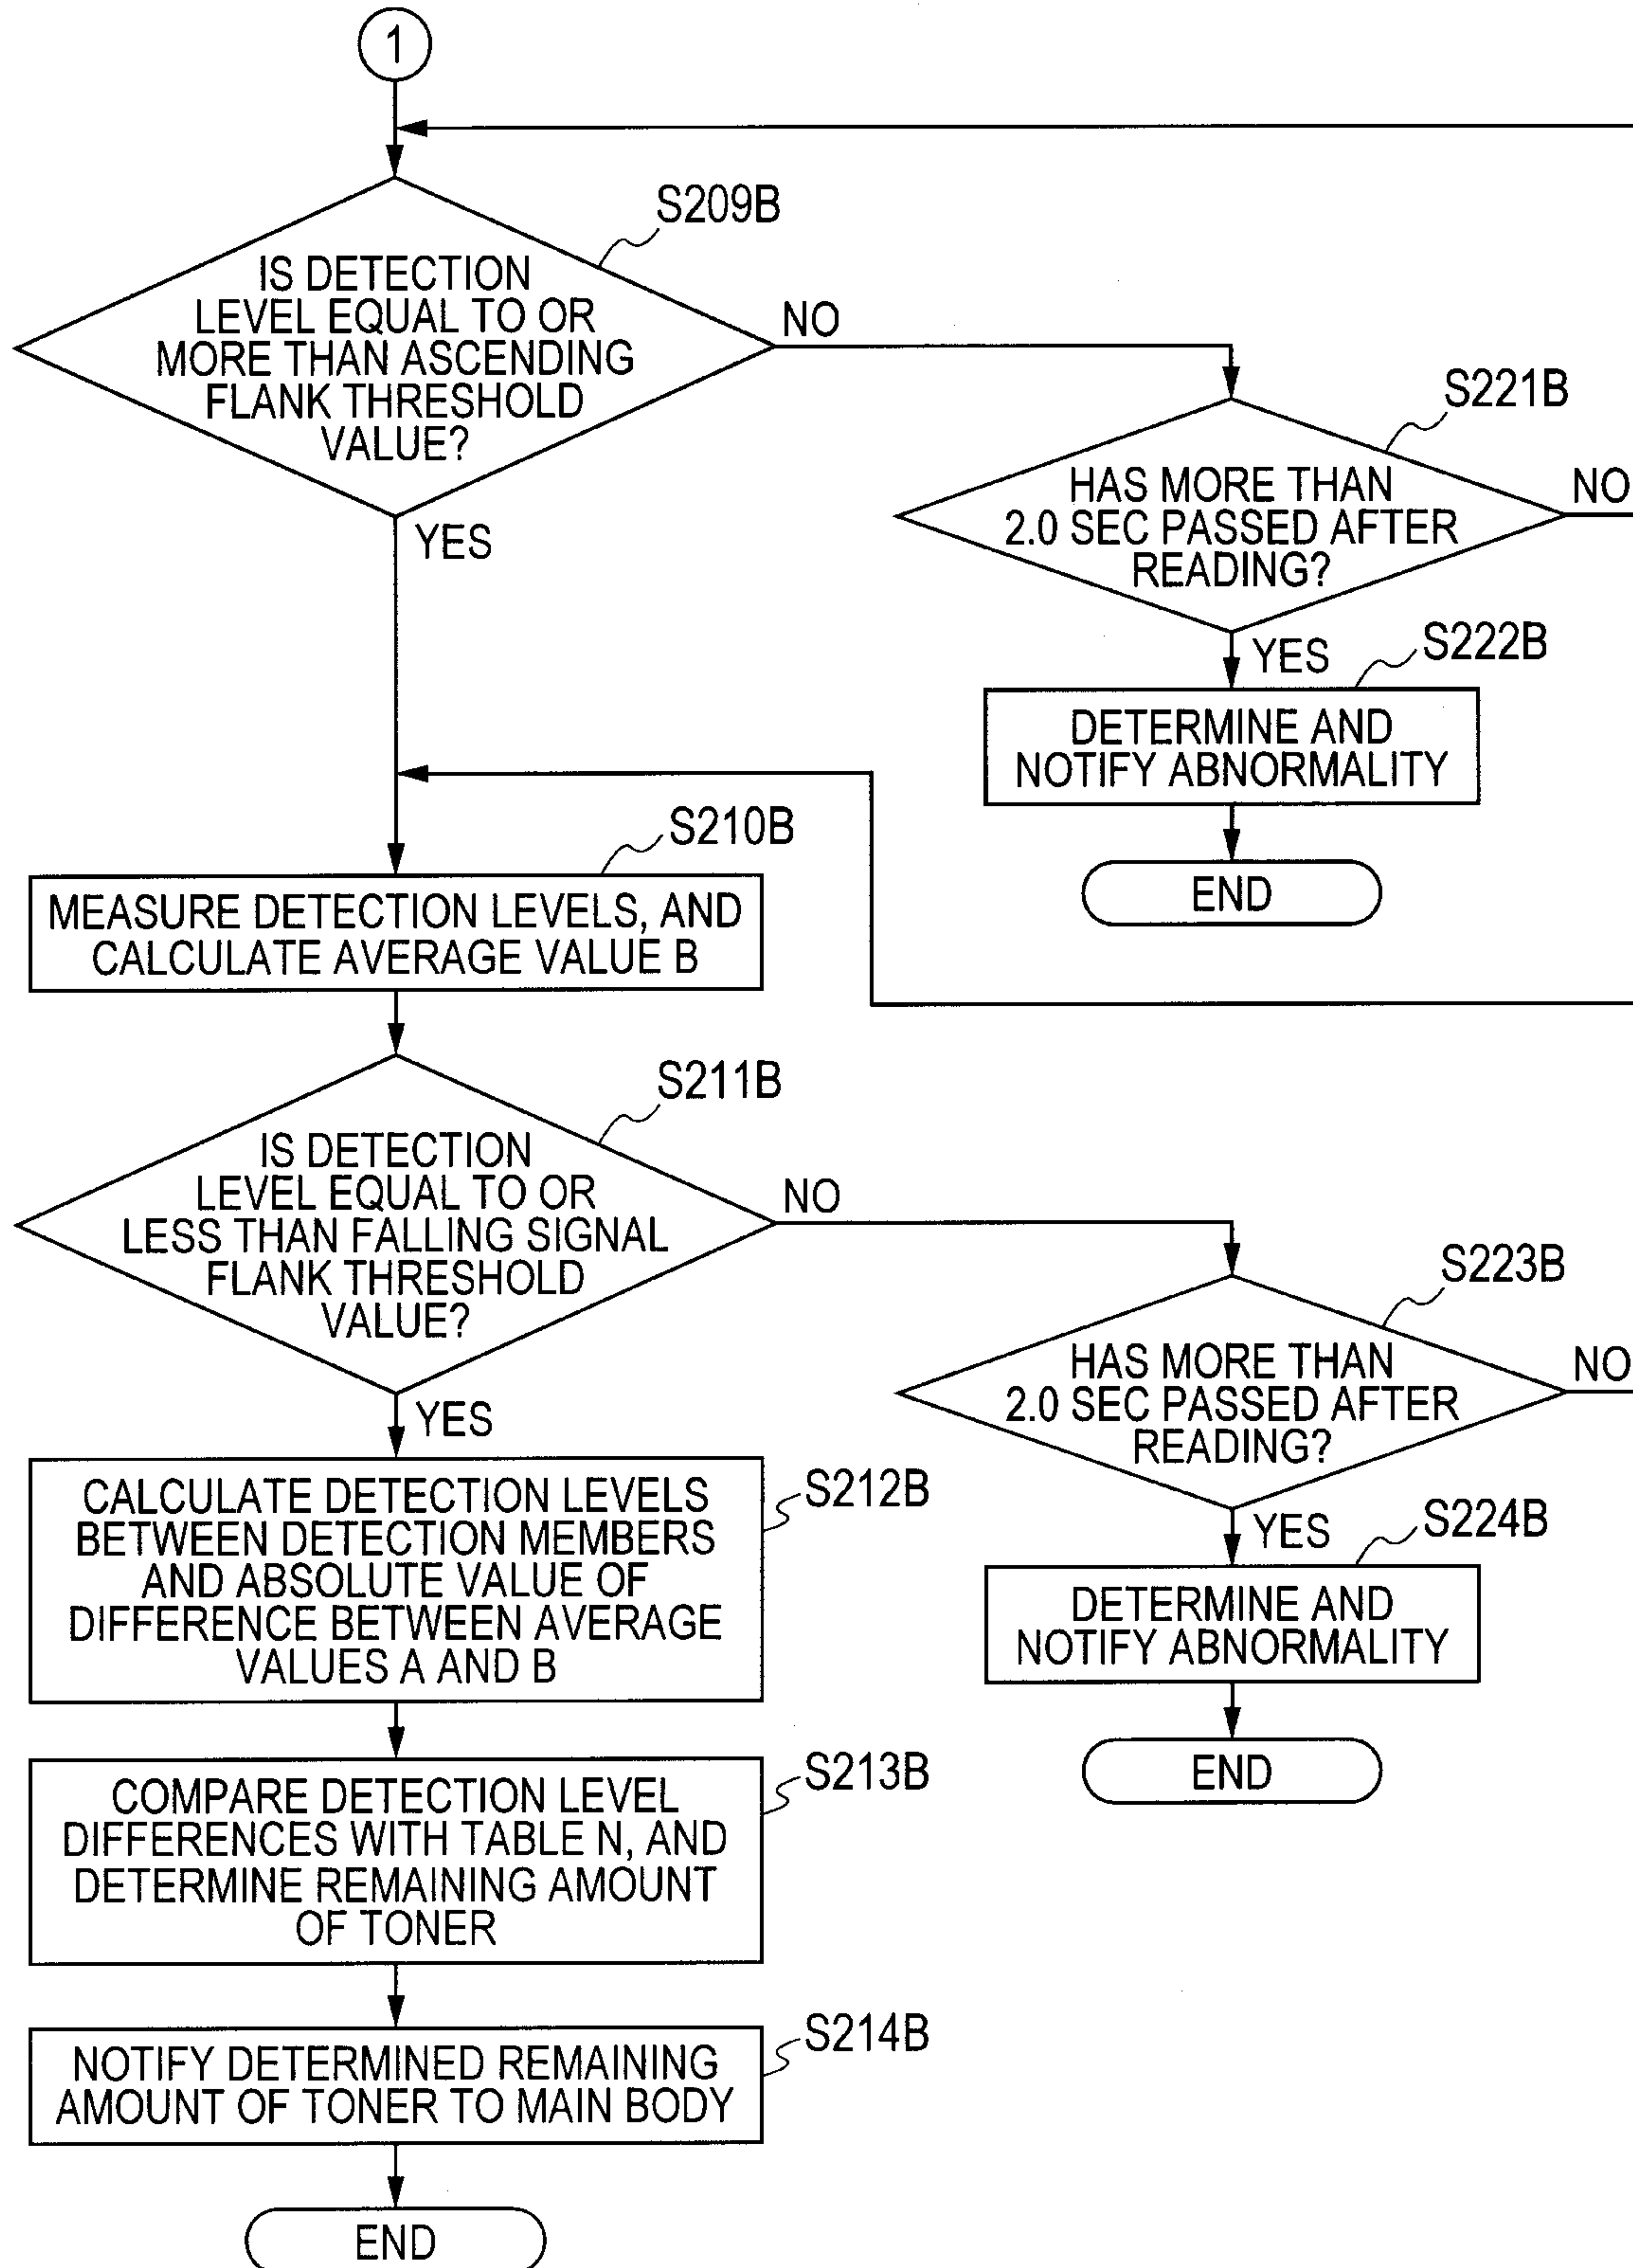 1
S209B
IS DETECTION
LEVEL EQUAL TO OR
MORE THAN ASCENDING
FLANK THRESHOLD
VALUE?
NO
YES
S221B
HAS MORE THAN
2.0 SEC PASSED AFTER
READING?
NO
YES
S222B
DETERMINE AND
NOTIFY ABNORMALITY
END
S210B
MEASURE DETECTION LEVELS, AND
CALCULATE AVERAGE VALUE B
S211B
IS DETECTION
LEVEL EQUAL TO OR
LESS THAN FALLING SIGNAL
FLANK THRESHOLD
VALUE?
NO
YES
S223B
HAS MORE THAN
2.0 SEC PASSED AFTER
READING?
NO
YES
S224B
DETERMINE AND
NOTIFY ABNORMALITY
END
S212B
CALCULATE DETECTION LEVELS
BETWEEN DETECTION MEMBERS
AND ABSOLUTE VALUE OF
DIFFERENCE BETWEEN AVERAGE
VALUES A AND B
S213B
COMPARE DETECTION LEVEL
DIFFERENCES WITH TABLE N, AND
DETERMINE REMAINING AMOUNT
OF TONER
S214B
NOTIFY DETERMINED REMAINING
AMOUNT OF TONER TO MAIN BODY
END